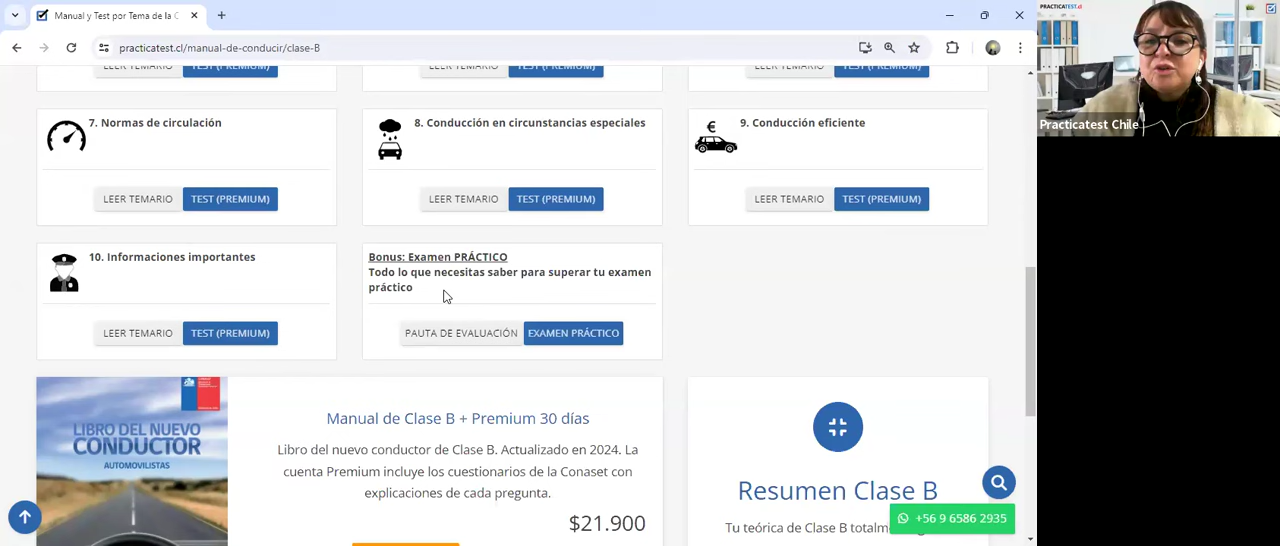 Manual y Test por Tema de la C
practicatest.cl/manual-de-conducir/clase-B
PRACTICATEST.cl
Practicatest Chile
LEER TEMARIO
TEST (PREMIUM)
LEER TEMARIO
TEST (PREMIUM)
LEER TEMARIO
TEST (PREMIUM)
7. Normas de circulación
LEER TEMARIO
TEST (PREMIUM)
8. Conducción en circunstancias especiales
LEER TEMARIO
TEST (PREMIUM)
€
9. Conducción eficiente
LEER TEMARIO
TEST (PREMIUM)
10. Informaciones importantes
LEER TEMARIO
TEST (PREMIUM)
Bonus: Examen PRÁCTICO
Todo lo que necesitas saber para superar tu examen
práctico
PAUTA DE EVALUACIÓN
EXAMEN PRÁCTICO
LIBRO DEL NUEVO
CONDUCTOR
AUTOMOVILISTAS
Manual de Clase B + Premium 30 días
Libro del nuevo conductor de Clase B. Actualizado en 2024. La
cuenta Premium incluye los cuestionarios de la Conaset con
explicaciones de cada pregunta.
$21.900
Resumen Clase B
Tu teórica de Clase B
+56 9 6586 2935